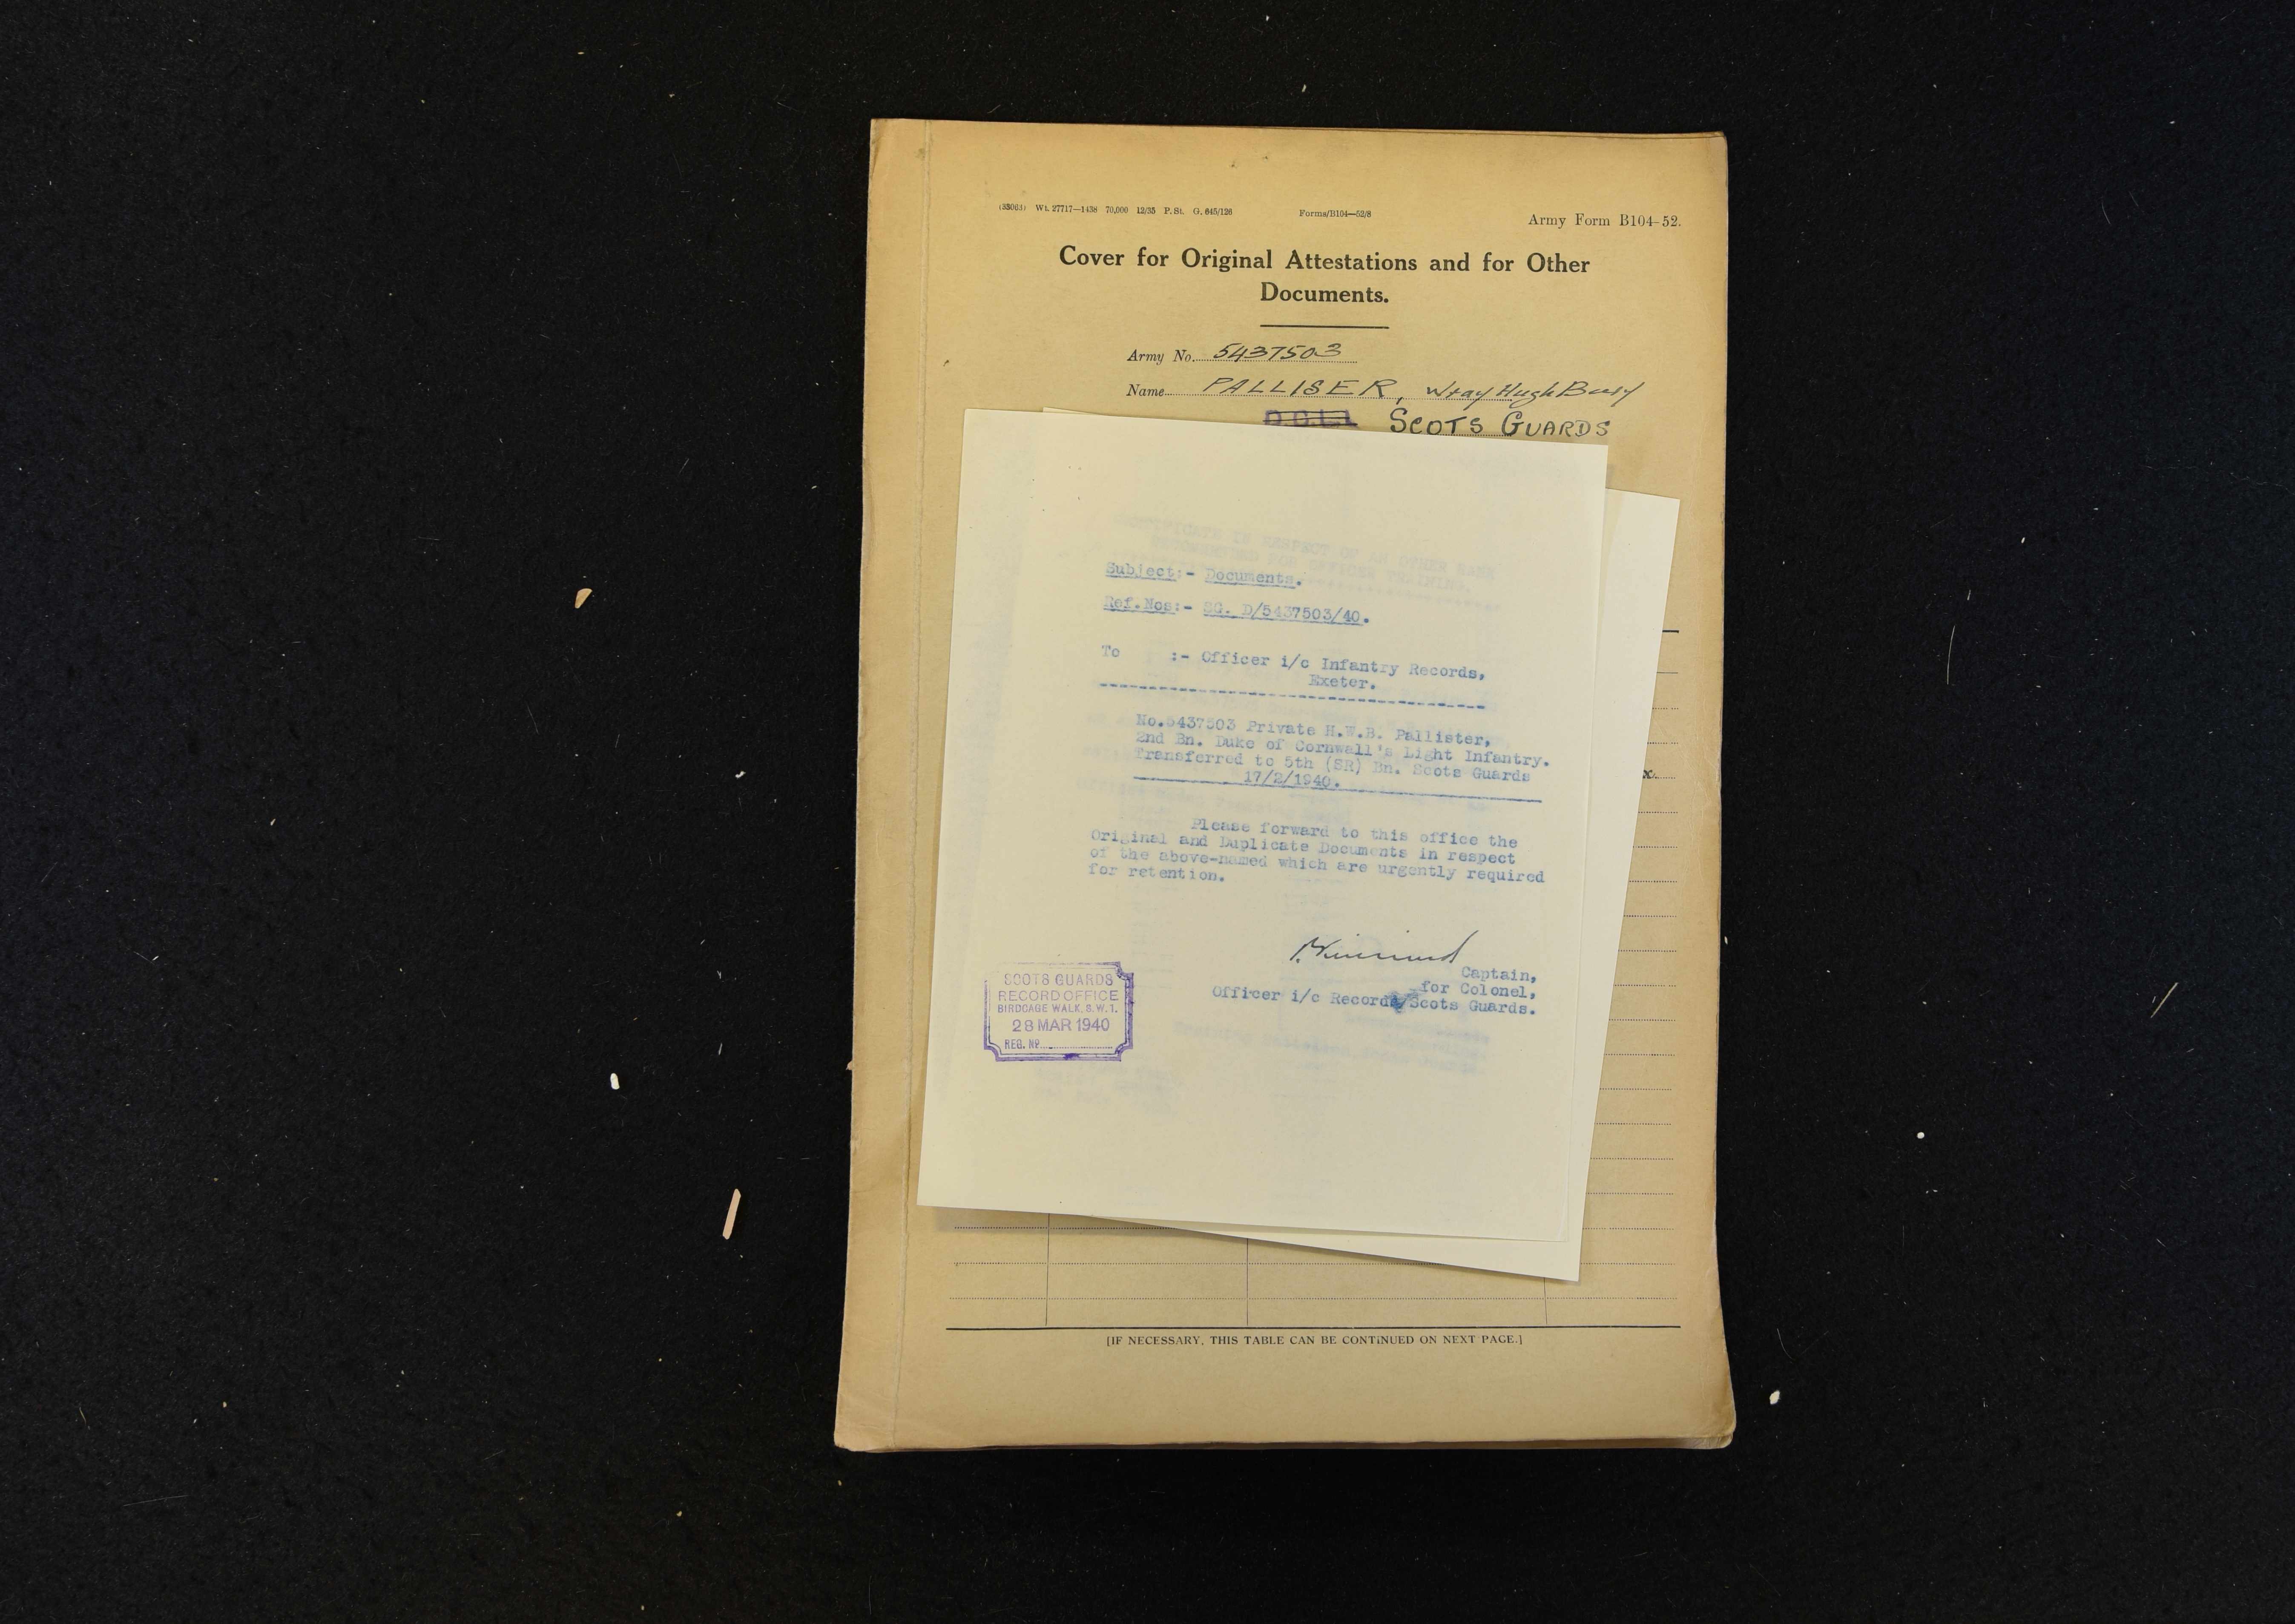 (33063) Wt. 27717—1438 70,000 12/35 P. St. G. 645/126 Forms/B104—52/8
Army Form B104-52.
Cover for Original Attestations and for Other
Documents.
Army No. 5437503
Name PALLISER, Wray Hugh
D.C.L.I. SCOTS GUARDS
Subject:- Documents.
Ref.Nos:- SG. D/5437503/40.
To :- Officer i/c Infantry Records,
Exeter.
No.5437503 Private H.W.B. Pallister,
2nd Bn. Duke of Cornwall's Light Infantry.
Transferred to 5th (SR) Bn. Scots Guards
17/2/1940.
Please forward to this office the
Original and Duplicate Documents in respect
of the above-named which are urgently required
for retention.
Captain,
for Colonel,
Officer i/c Records/Scots Guards.
SCOTS GUARDS
RECORD OFFICE
BIRDCAGE WALK, S.W.1.
28 MAR 1940
REG. Nº
x.
[IF NECESSARY, THIS TABLE CAN BE CONTINUED ON NEXT PAGE.]